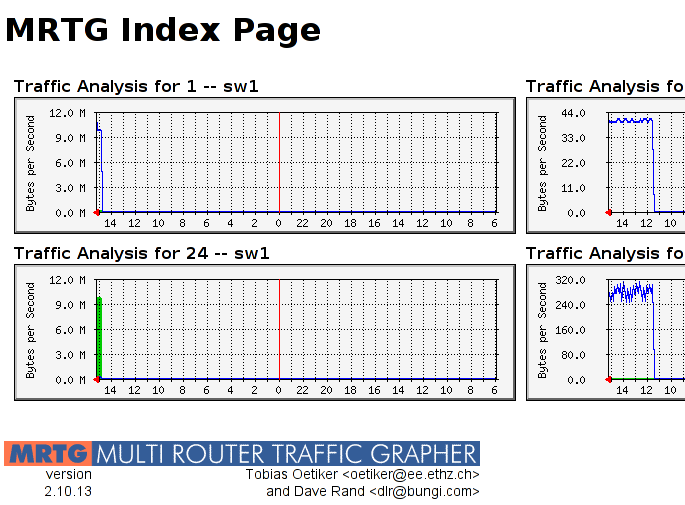 MRTG Index Page
Traffic Analysis for 1 -- sw1
Bytes per Second
12.0 M
9.0 M
6.0 M
3.0 M
0.0 M
14 12 10 8 6 4 2 0 22 20 18 16 14 12 10 8 6
Traffic Analysis fo
Bytes per Second
44.0
33.0
22.0
11.0
0.0
14 12 10
Traffic Analysis for 24 -- sw1
Bytes per Second
12.0 M
9.0 M
6.0 M
3.0 M
0.0 M
14 12 10 8 6 4 2 0 22 20 18 16 14 12 10 8 6
Traffic Analysis fo
Bytes per Second
320.0
240.0
160.0
80.0
0.0
14 12 10
MRTG MULTI ROUTER TRAFFIC GRAPHER
version Tobias Oetiker <oetiker@ee.ethz.ch>
2.10.13 and Dave Rand <dlr@bungi.com>